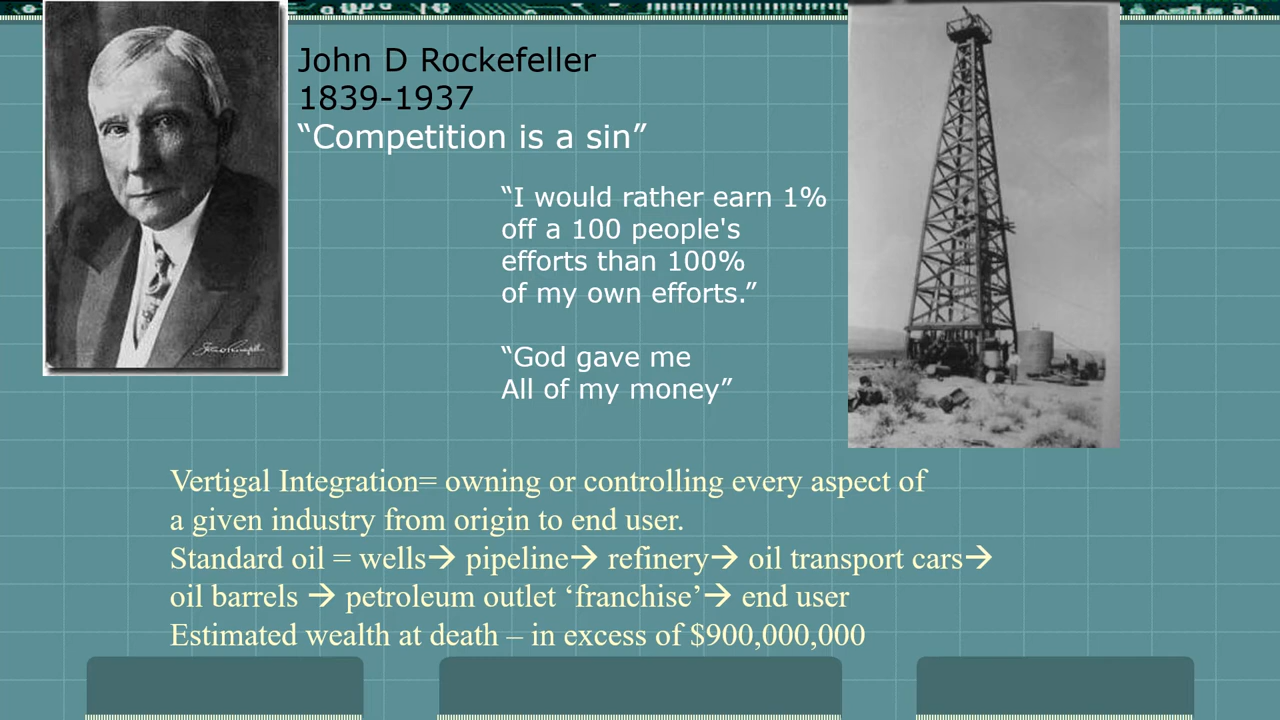 John D Rockefeller
1839-1937
“Competition is a sin”
“I would rather earn 1%
off a 100 people's
efforts than 100%
of my own efforts.”
“God gave me
All of my money”
Vertigal Integration= owning or controlling every aspect of
a given industry from origin to end user.
Standard oil = wells→ pipeline→ refinery→ oil transport cars→
oil barrels → petroleum outlet ‘franchise’→ end user
Estimated wealth at death – in excess of $900,000,000